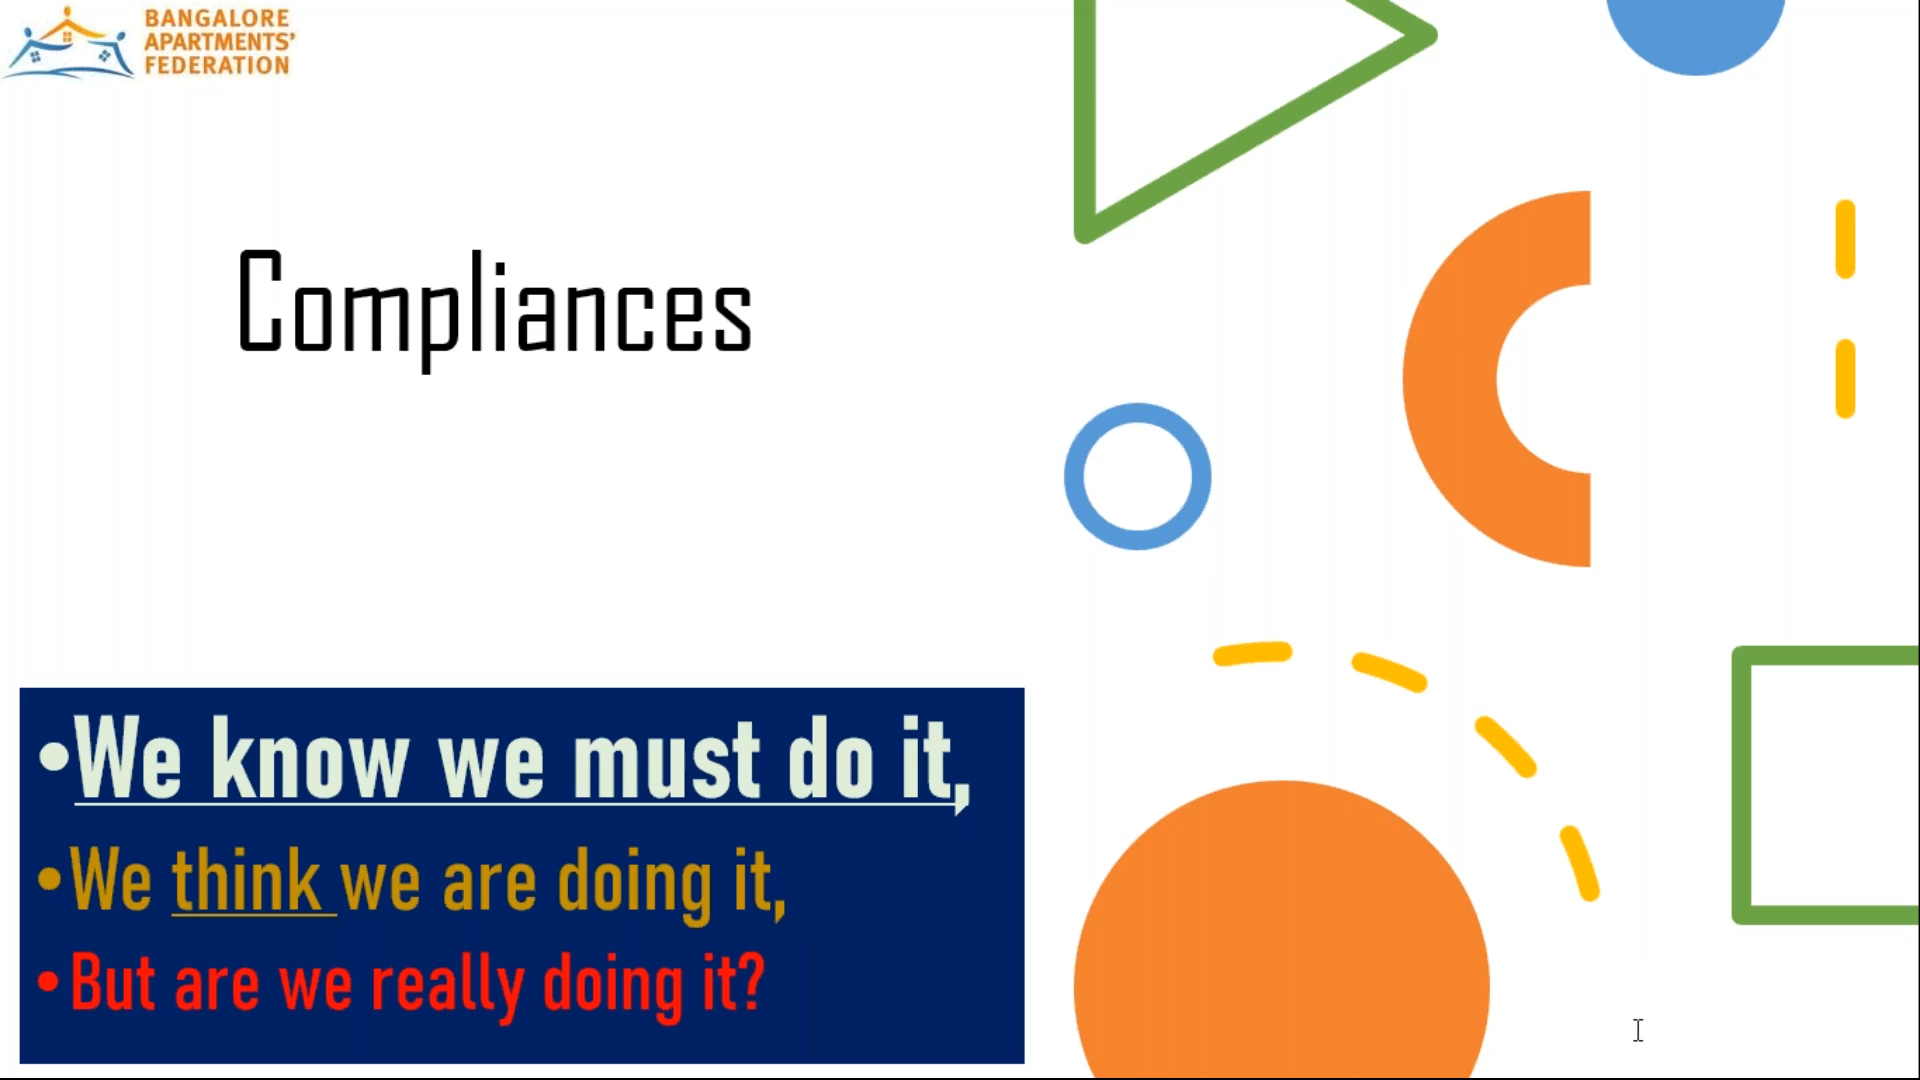 BANGALORE
APARTMENTS'
FEDERATION
Compliances
•We know we must do it,
•We think we are doing it,
•But are we really doing it?